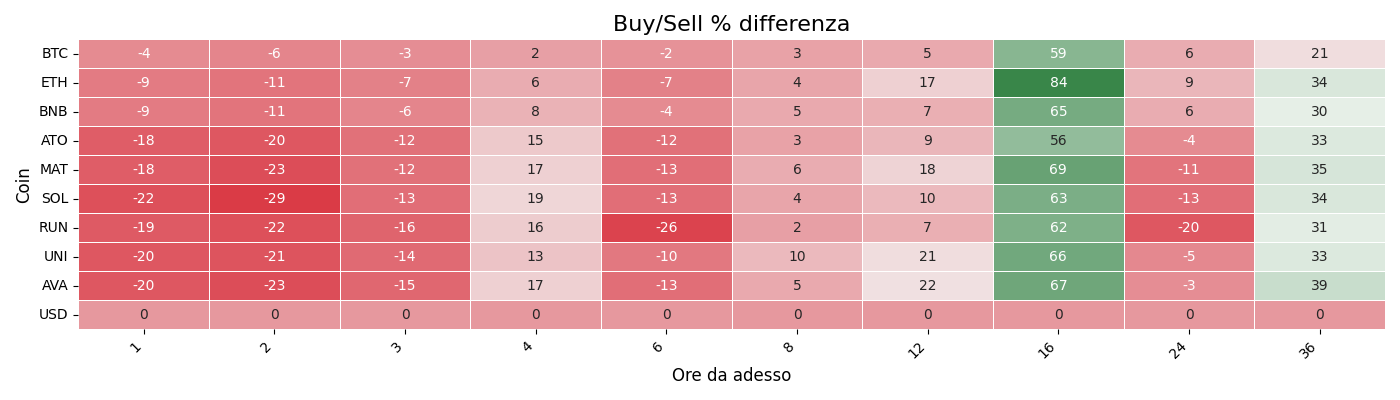 Buy/Sell % differenza
Coin
BTC -4 -6 -3 2 -2 3 5 59 6 21
ETH -9 -11 -7 6 -7 4 17 84 9 34
BNB -9 -11 -6 8 -4 5 7 65 6 30
ATO -18 -20 -12 15 -12 3 9 56 -4 33
MAT -18 -23 -12 17 -13 6 18 69 -11 35
SOL -22 -29 -13 19 -13 4 10 63 -13 34
RUN -19 -22 -16 16 -26 2 7 62 -20 31
UNI -20 -21 -14 13 -10 10 21 66 -5 33
AVA -20 -23 -15 17 -13 5 22 67 -3 39
USD 0 0 0 0 0 0 0 0 0 0
1 2 3 4 6 8 12 16 24 36
Ore da adesso